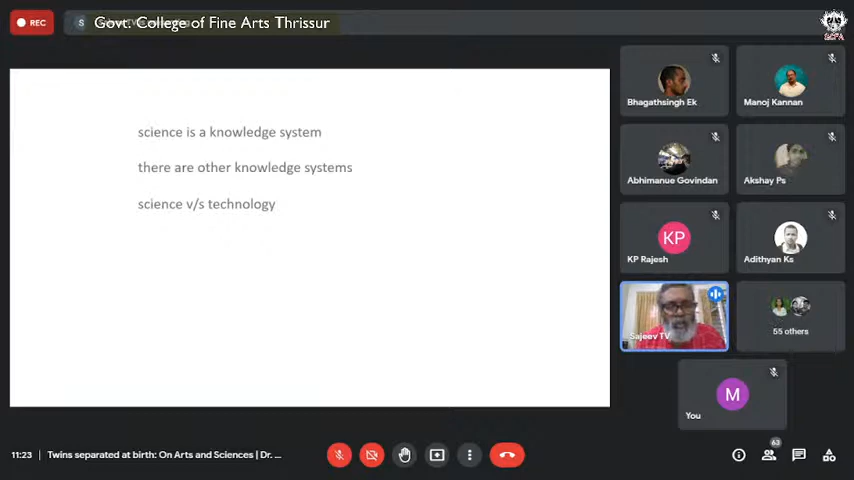 REC
S
Govt. College of Fine Arts Thrissur
GCFA
science is a knowledge system
there are other knowledge systems
science v/s technology
Bhagathsingh Ek
Manoj Kannan
Abhimanue Govindan
Akshay Ps
KP
KP Rajesh
Adithyan Ks
Sajeev TV
55 others
M
You
11:23 | Twins separated at birth: On Arts and Sciences | Dr. ...
63